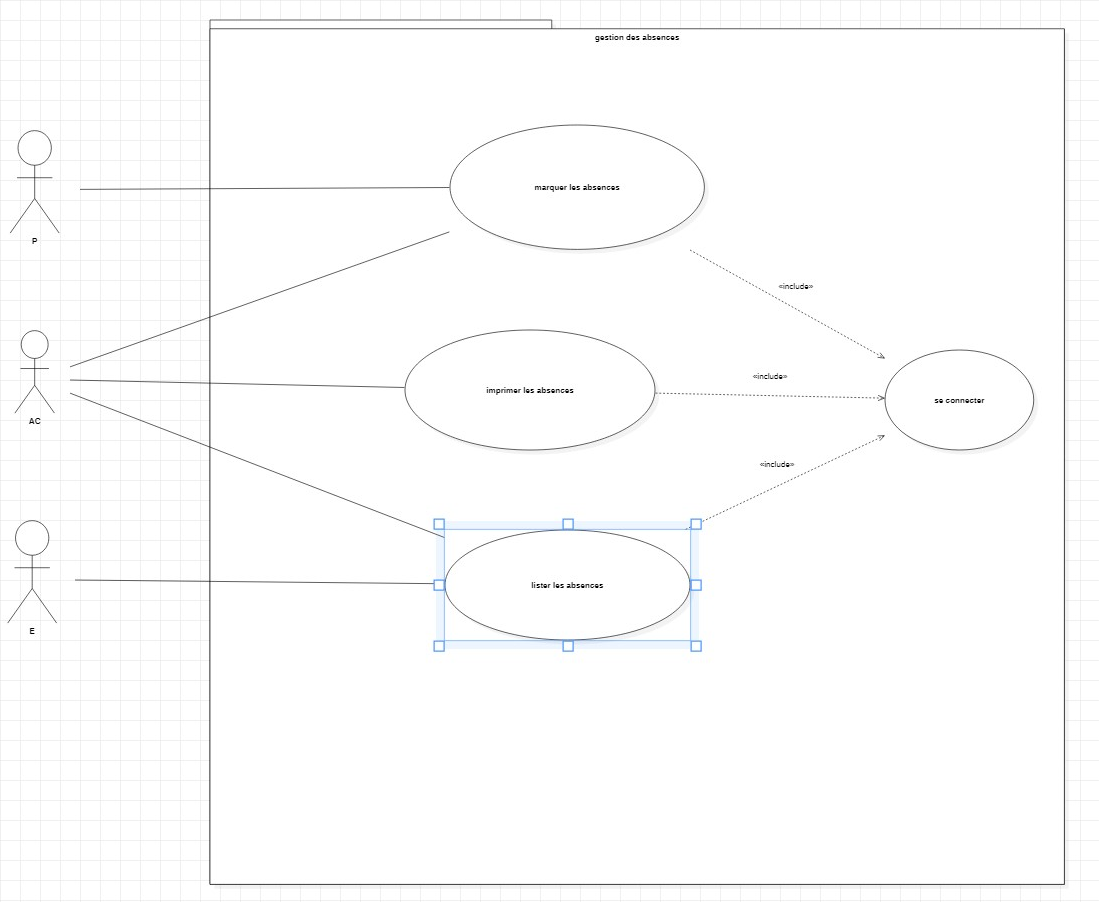 gestion des absences
P
marquer les absences
«include»
AC
imprimer les absences
«include»
se connecter
«include»
E
lister les absences